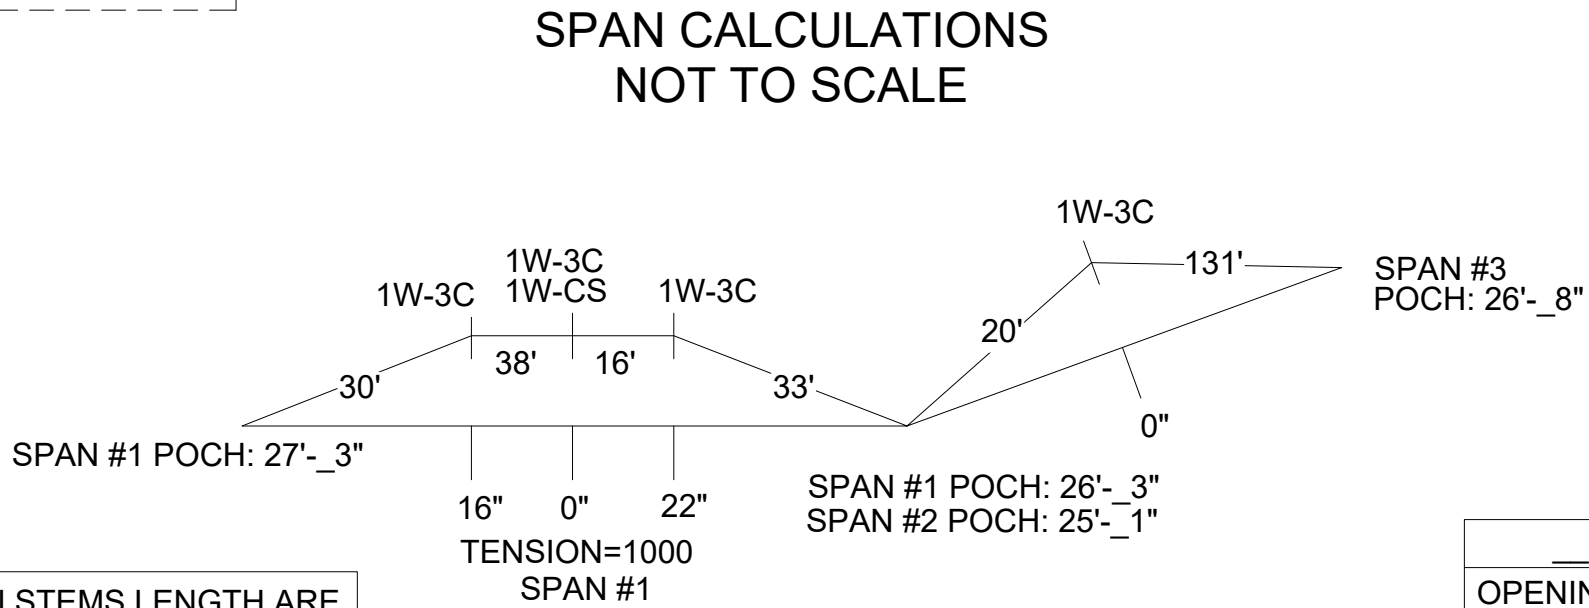 SPAN CALCULATIONS
NOT TO SCALE
1W-3C
1W-3C
1W-CS
1W-3C
1W-3C
131'
SPAN #3
POCH: 26'-_8"
20'
38'
16'
30'
33'
0"
SPAN #1 POCH: 27'-_3"
16"
0"
22"
SPAN #1 POCH: 26'-_3"
SPAN #2 POCH: 25'-_1"
TENSION=1000
SPAN #1
STEMS LENGTH ARE